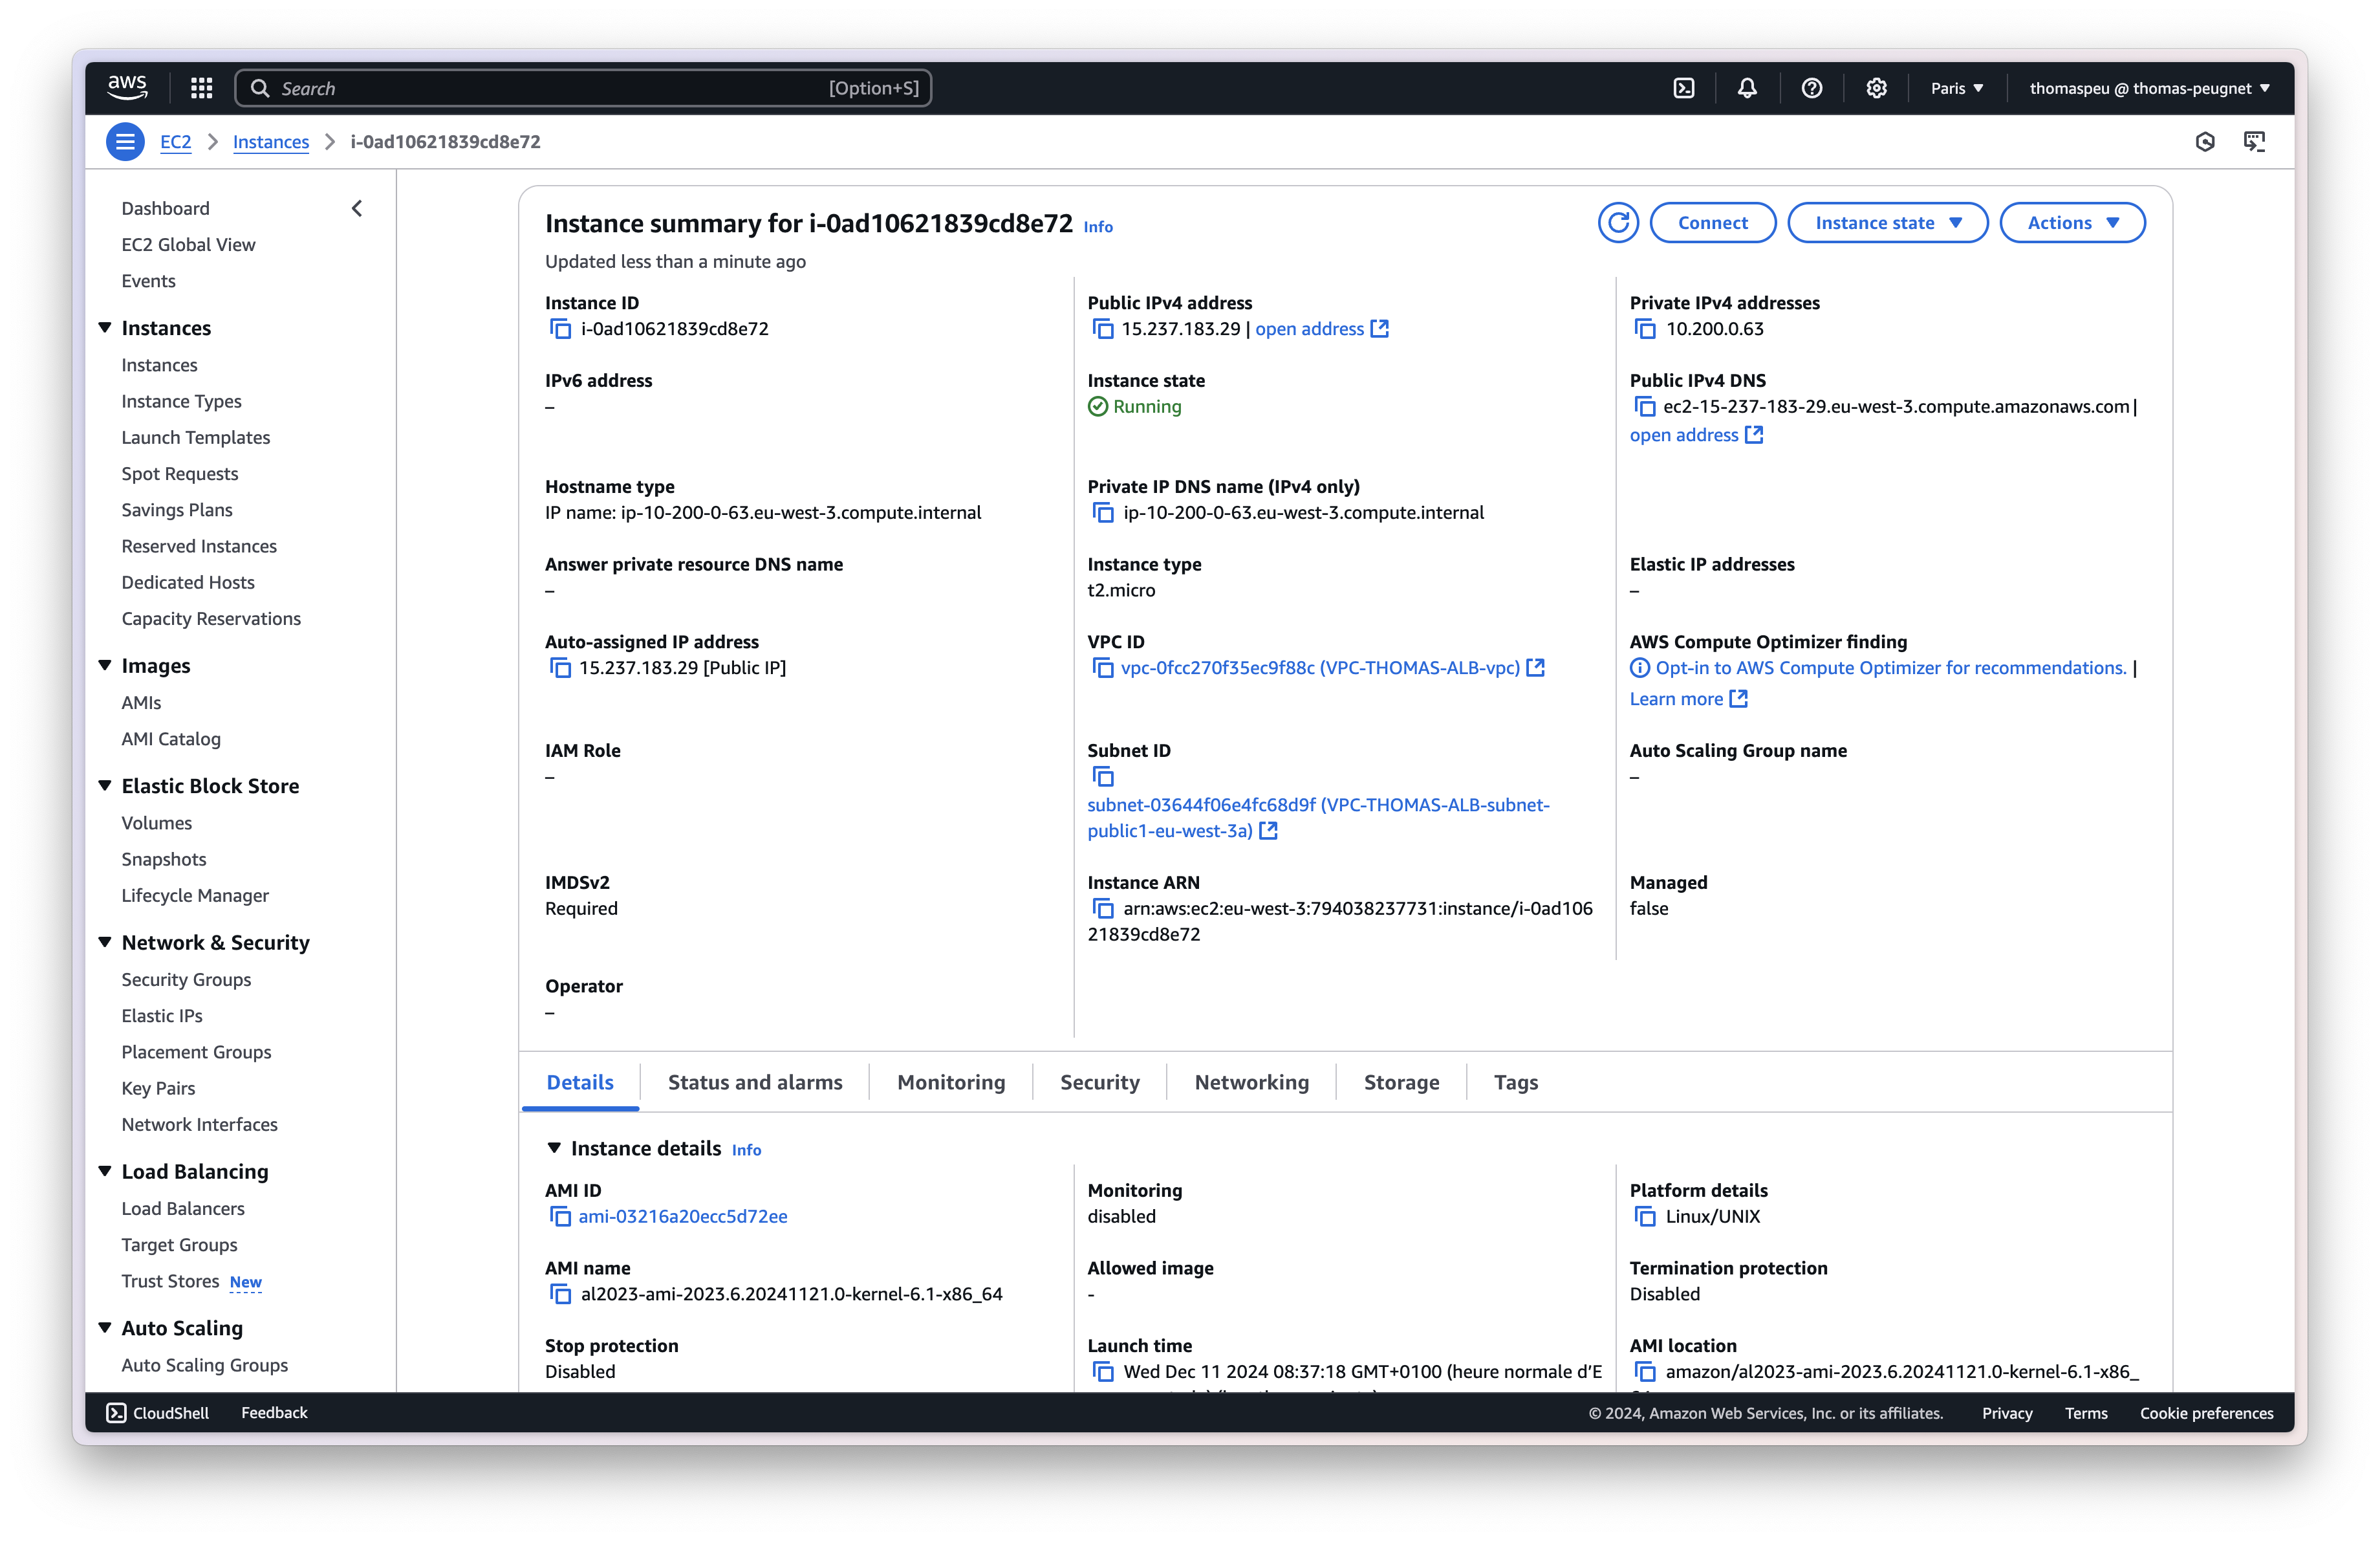 aws
Search [Option+S]
Paris ▼
thomaspeu @ thomas-peugnet ▼
EC2 > Instances > i-0ad10621839cd8e72
Dashboard
EC2 Global View
Events
Instances
Instances
Instance Types
Launch Templates
Spot Requests
Savings Plans
Reserved Instances
Dedicated Hosts
Capacity Reservations
Images
AMIs
AMI Catalog
Elastic Block Store
Volumes
Snapshots
Lifecycle Manager
Network & Security
Security Groups
Elastic IPs
Placement Groups
Key Pairs
Network Interfaces
Load Balancing
Load Balancers
Target Groups
Trust Stores New
Auto Scaling
Auto Scaling Groups
Instance summary for i-0ad10621839cd8e72 Info
Updated less than a minute ago
Connect
Instance state ▼
Actions ▼
Instance ID
i-0ad10621839cd8e72
Public IPv4 address
15.237.183.29 | open address
Private IPv4 addresses
10.200.0.63
IPv6 address
–
Instance state
Running
Public IPv4 DNS
ec2-15-237-183-29.eu-west-3.compute.amazonaws.com |
open address
Hostname type
IP name: ip-10-200-0-63.eu-west-3.compute.internal
Private IP DNS name (IPv4 only)
ip-10-200-0-63.eu-west-3.compute.internal
Answer private resource DNS name
–
Instance type
t2.micro
Elastic IP addresses
–
Auto-assigned IP address
15.237.183.29 [Public IP]
VPC ID
vpc-0fcc270f35ec9f88c (VPC-THOMAS-ALB-vpc)
AWS Compute Optimizer finding
Opt-in to AWS Compute Optimizer for recommendations. |
Learn more
IAM Role
–
Subnet ID
subnet-03644f06e4fc68d9f (VPC-THOMAS-ALB-subnet-
public1-eu-west-3a)
Auto Scaling Group name
–
IMDSv2
Required
Instance ARN
arn:aws:ec2:eu-west-3:794038237731:instance/i-0ad106
21839cd8e72
Managed
false
Operator
–
Details
Status and alarms
Monitoring
Security
Networking
Storage
Tags
Instance details Info
AMI ID
ami-03216a20ecc5d72ee
Monitoring
disabled
Platform details
Linux/UNIX
AMI name
al2023-ami-2023.6.20241121.0-kernel-6.1-x86_64
Allowed image
-
Termination protection
Disabled
Stop protection
Disabled
Launch time
Wed Dec 11 2024 08:37:18 GMT+0100 (heure normale d’E
AMI location
amazon/al2023-ami-2023.6.20241121.0-kernel-6.1-x86_
CloudShell
Feedback
© 2024, Amazon Web Services, Inc. or its affiliates.
Privacy
Terms
Cookie preferences